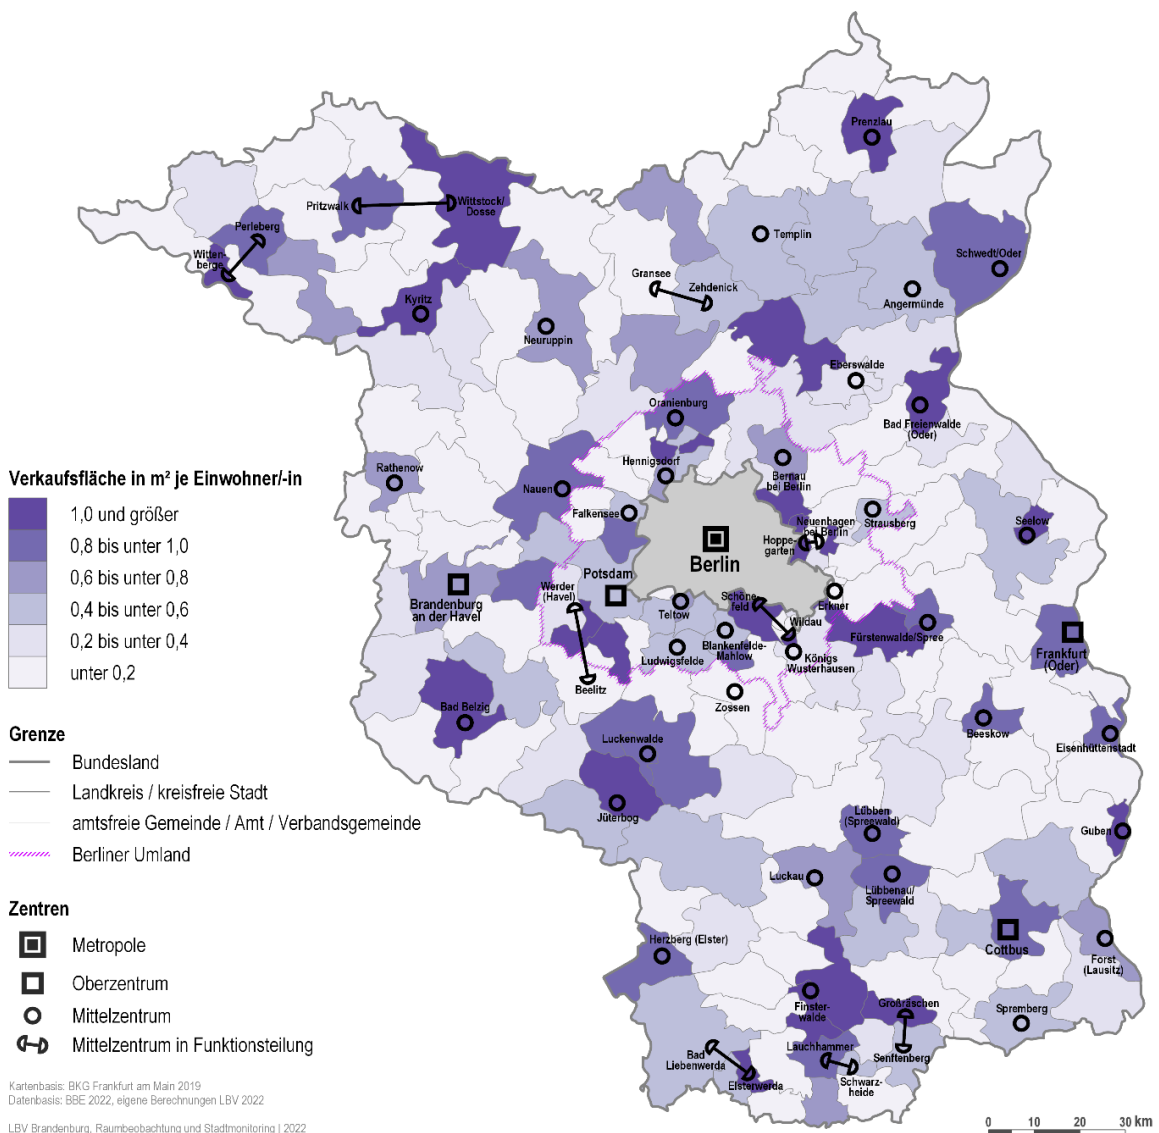 Prenzlau
Pritzwalk
Wittstock/
Dosse
Perleberg
Witten-
berge
Templin
Schwedt/Oder
Gransee
Zehdenick
Angermünde
Kyritz
Neuruppin
Eberswalde
Oranienburg
Bad Freienwalde
(Oder)
Hennigsdorf
Bernau
bei Berlin
Rathenow
Nauen
Falkensee
Strausberg
Neuenhagen
bei Berlin
Hoppe-
garten
Seelow
Berlin
Potsdam
Werder
(Havel)
Brandenburg
an der Havel
Teltow
Schöne-
feld
Erkner
Wildau
Fürstenwalde/Spree
Frankfurt
(Oder)
Blankenfelde-
Mahlow
Ludwigsfelde
Königs
Wusterhausen
Beelitz
Zossen
Bad Belzig
Luckenwalde
Beeskow
Eisenhüttenstadt
Jüterbog
Lübben
(Spreewald)
Guben
Luckau
Lübbenau/
Spreewald
Herzberg (Elster)
Cottbus
Forst
(Lausitz)
Finster-
walde
Großräschen
Spremberg
Lauchhammer
Senftenberg
Bad
Liebenwerda
Elsterwerda
Schwarz-
heide
Verkaufsfläche in m² je Einwohner/-in
1,0 und größer
0,8 bis unter 1,0
0,6 bis unter 0,8
0,4 bis unter 0,6
0,2 bis unter 0,4
unter 0,2
Grenze
Bundesland
Landkreis / kreisfreie Stadt
amtsfreie Gemeinde / Amt / Verbandsgemeinde
Berliner Umland
Zentren
Metropole
Oberzentrum
Mittelzentrum
Mittelzentrum in Funktionsteilung
Kartenbasis: BKG Frankfurt am Main 2019
Datenbasis: BBE 2022, eigene Berechnungen LBV 2022
LBV Brandenburg, Raumbeobachtung und Stadtmonitoring | 2022
0 10 20 30 km